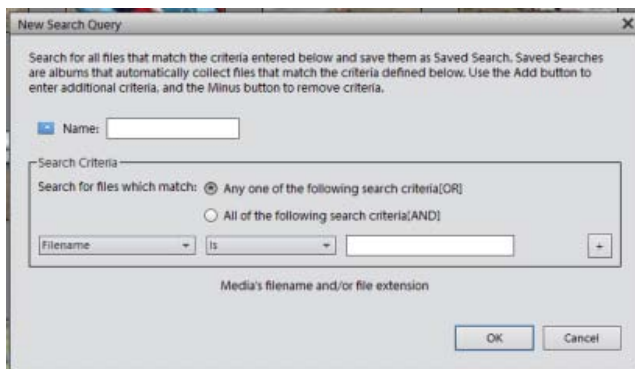 New Search Query
Search for all files that match the criteria entered below and save them as Saved Search. Saved Searches
are albums that automatically collect files that match the criteria defined below. Use the Add button to
enter additional criteria, and the Minus button to remove criteria.
Name:
Search Criteria
Search for files which match: Any one of the following search criteria[OR]
All of the following search criteria[AND]
Filename Is +
Media's filename and/or file extension
OK Cancel